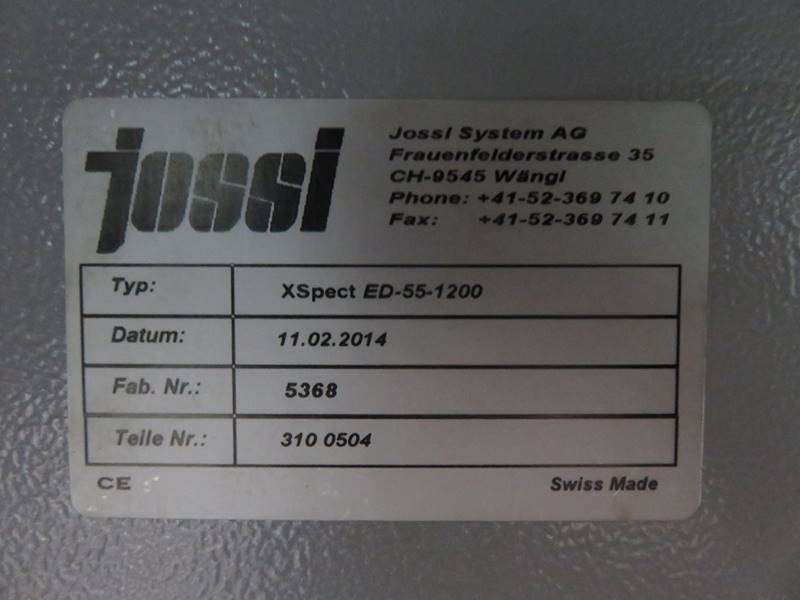 jossi
Jossi System AG
Frauenfelderstrasse 35
CH-9545 Wängi
Phone: +41-52-369 74 10
Fax: +41-52-369 74 11
Typ: XSpect ED-55-1200
Datum: 11.02.2014
Fab. Nr.: 5368
Teile Nr.: 310 0504
CE Swiss Made